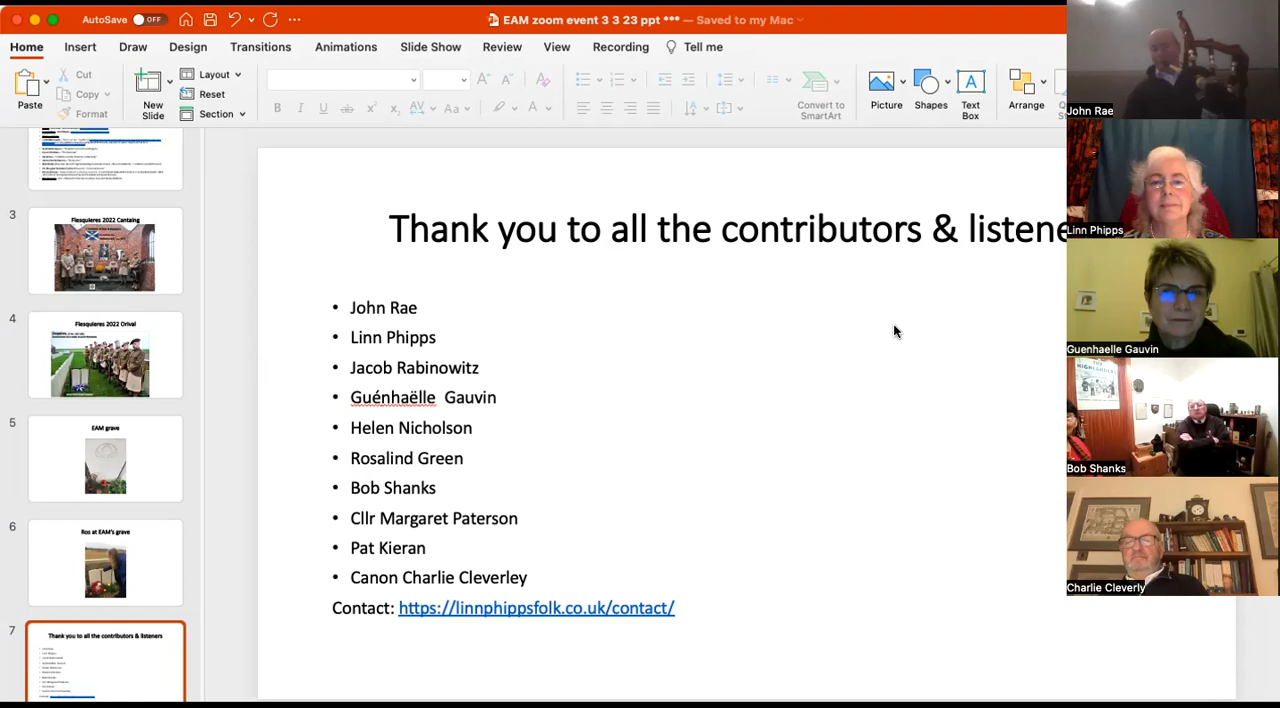 AutoSave OFF
EAM zoom event 3 3 23 ppt *** — Saved to my Mac
Home Insert Draw Design Transitions Animations Slide Show Review View Recording Tell me
Paste
Cut
Copy
Format
New Slide
Layout
Reset
Section
Convert to SmartArt
Picture
Shapes
Text Box
Arrange
3
Flesquieres 2022 Cantaing
4
Flesquieres 2022 Orival
5
EAM grave
6
Ros at EAM's grave
7
Thank you to all the contributors & listeners
Thank you to all the contributors & listene
• John Rae
• Linn Phipps
• Jacob Rabinowitz
• Guénhaëlle Gauvin
• Helen Nicholson
• Rosalind Green
• Bob Shanks
• Cllr Margaret Paterson
• Pat Kieran
• Canon Charlie Cleverley
Contact: https://linnphippsfolk.co.uk/contact/
John Rae
Linn Phipps
Guenhaelle Gauvin
Bob Shanks
Charlie Cleverly